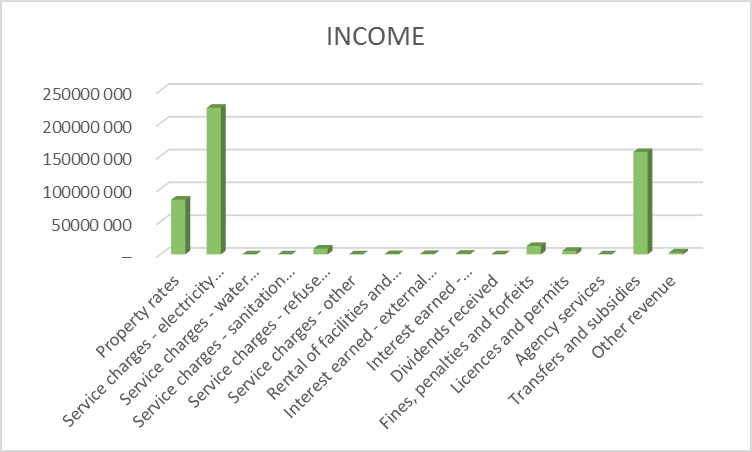 INCOME
250000 000
200000 000
150000 000
100000 000
50000 000
–
Property rates
Service charges - electricity...
Service charges - water...
Service charges - sanitation...
Service charges - refuse...
Service charges - other
Rental of facilities and...
Interest earned - external...
Interest earned -...
Dividends received
Fines, penalties and forfeits
Licences and permits
Agency services
Transfers and subsidies
Other revenue